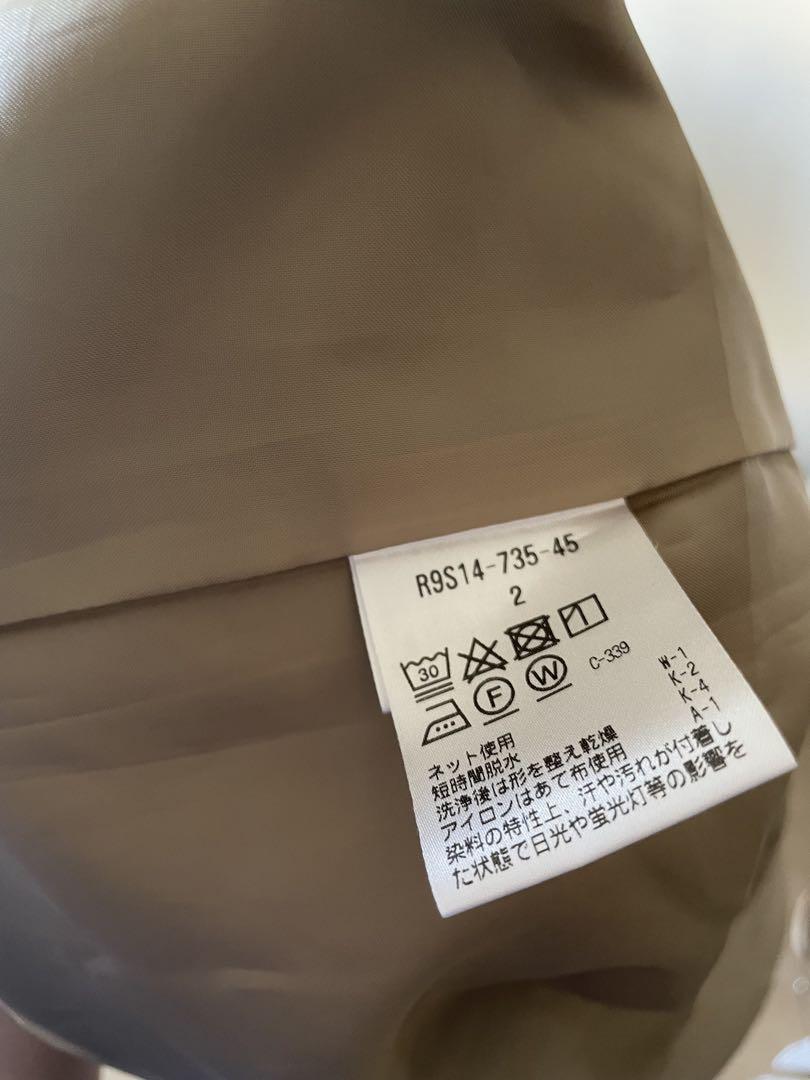 R9S14-735-45
2
30
F W C-339
W-1
K-2
K-4
A-1
ネット使用
短時間脱水
洗浄後は形を整え乾燥
アイロンはあて布使用
染料の特性上、汗や汚れが付着し
た状態で日光や蛍光灯等の影響を